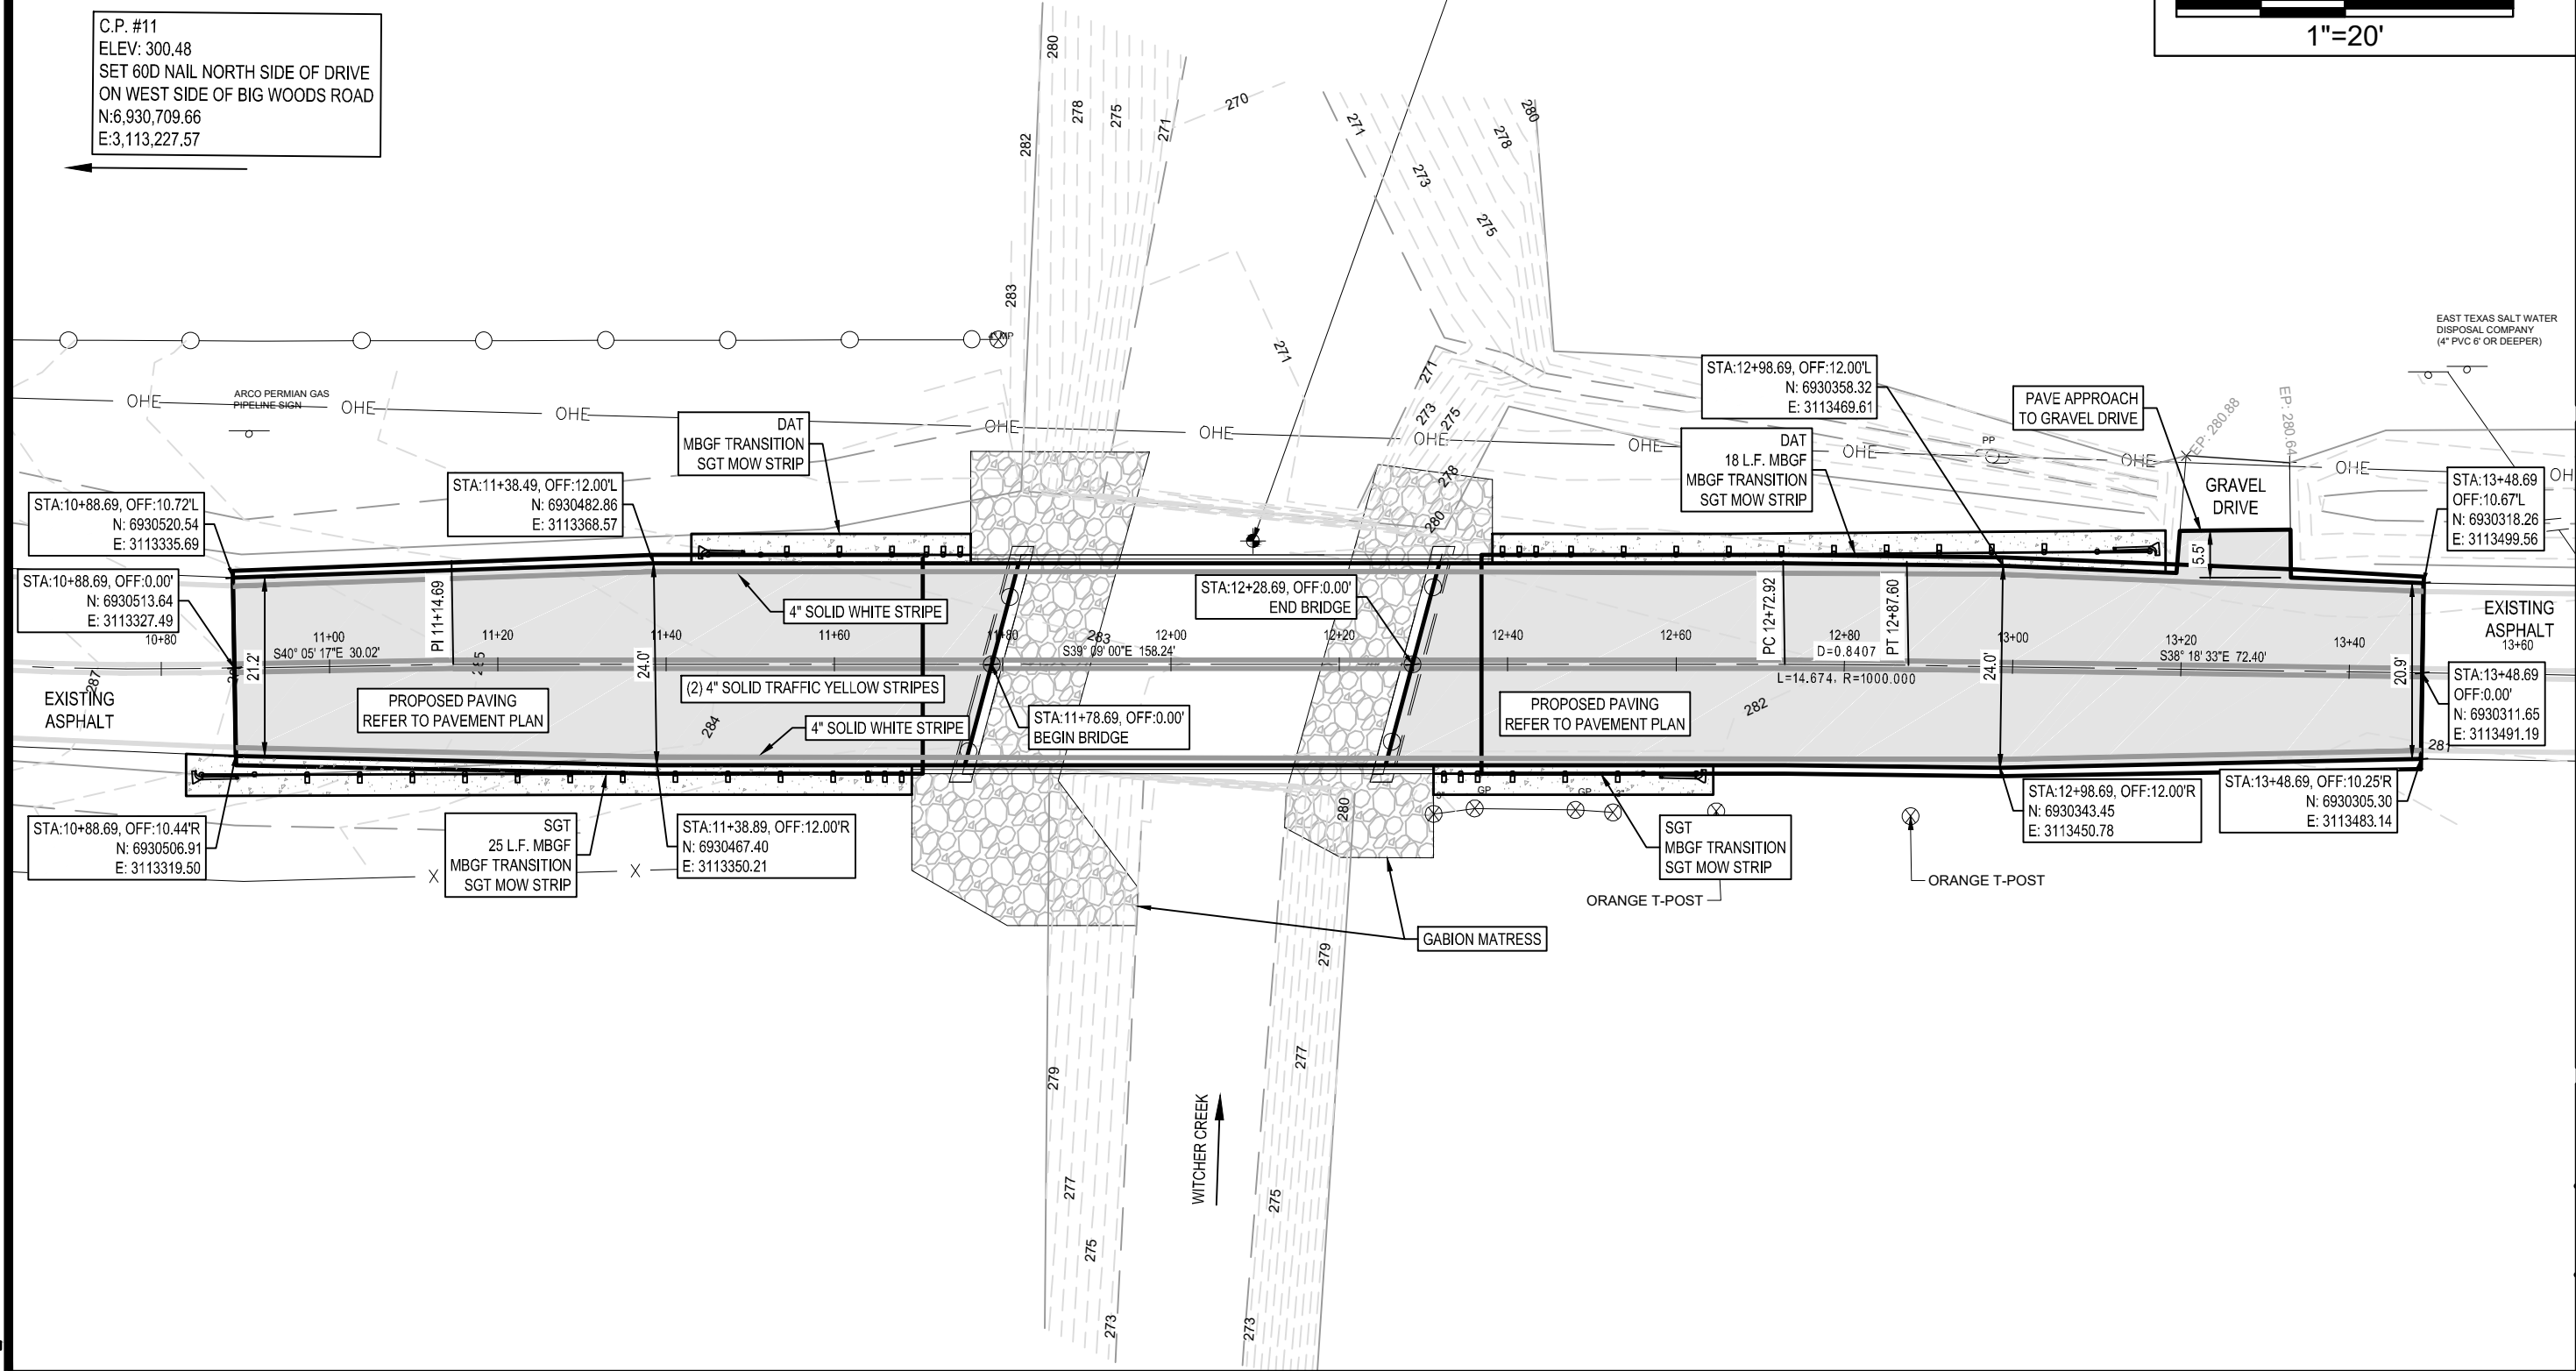 C.P. #11
ELEV: 300.48
SET 60D NAIL NORTH SIDE OF DRIVE
ON WEST SIDE OF BIG WOODS ROAD
N:6,930,709.66
E:3,113,227.57
1"=20'
280
278
275
271
282
283
270
271
273
275
278
280
271
EAST TEXAS SALT WATER
DISPOSAL COMPANY
(4" PVC 6' OR DEEPER)
ARCO PERMIAN GAS
PIPELINE SIGN
OHE
OHE
OHE
OHE
OHE
OHE
OHE
OHE
OHE
OHE
OH
PP
271
273
275
278
280
EP: 280.88
EP: 280.64
DAT
MBGF TRANSITION
SGT MOW STRIP
STA:12+98.69, OFF:12.00'L
N: 6930358.32
E: 3113469.61
DAT
18 L.F. MBGF
MBGF TRANSITION
SGT MOW STRIP
PAVE APPROACH
TO GRAVEL DRIVE
GRAVEL
DRIVE
5.5'
STA:13+48.69
OFF:10.67'L
N: 6930318.26
E: 3113499.56
STA:10+88.69, OFF:10.72'L
N: 6930520.54
E: 3113335.69
STA:11+38.49, OFF:12.00'L
N: 6930482.86
E: 3113368.57
STA:10+88.69, OFF:0.00'
N: 6930513.64
E: 3113327.49
4" SOLID WHITE STRIPE
STA:12+28.69, OFF:0.00'
END BRIDGE
PI 11+14.69
PC 12+72.92
PT 12+87.60
10+80
11+00
11+20
11+40
11+60
11+80
12+00
12+20
12+40
12+60
12+80
13+00
13+20
13+40
13+60
EXISTING
ASPHALT
S40° 05' 17"E 30.02'
S39° 09' 00"E 158.24'
D=0.8407
L=14.674, R=1000.000
S38° 18' 33"E 72.40'
21.2'
24.0'
24.0'
20.9'
287
285
284
283
282
281
EXISTING
ASPHALT
PROPOSED PAVING
REFER TO PAVEMENT PLAN
(2) 4" SOLID TRAFFIC YELLOW STRIPES
4" SOLID WHITE STRIPE
STA:11+78.69, OFF:0.00'
BEGIN BRIDGE
PROPOSED PAVING
REFER TO PAVEMENT PLAN
STA:13+48.69
OFF:0.00'
N: 6930311.65
E: 3113491.19
STA:10+88.69, OFF:10.44'R
N: 6930506.91
E: 3113319.50
SGT
25 L.F. MBGF
MBGF TRANSITION
SGT MOW STRIP
STA:11+38.89, OFF:12.00'R
N: 6930467.40
E: 3113350.21
280
GP
GP
3"
SGT
MBGF TRANSITION
SGT MOW STRIP
STA:12+98.69, OFF:12.00'R
N: 6930343.45
E: 3113450.78
STA:13+48.69, OFF:10.25'R
N: 6930305.30
E: 3113483.14
X
X
ORANGE T-POST
ORANGE T-POST
GABION MATRESS
279
279
277
277
275
275
273
273
WITCHER CREEK